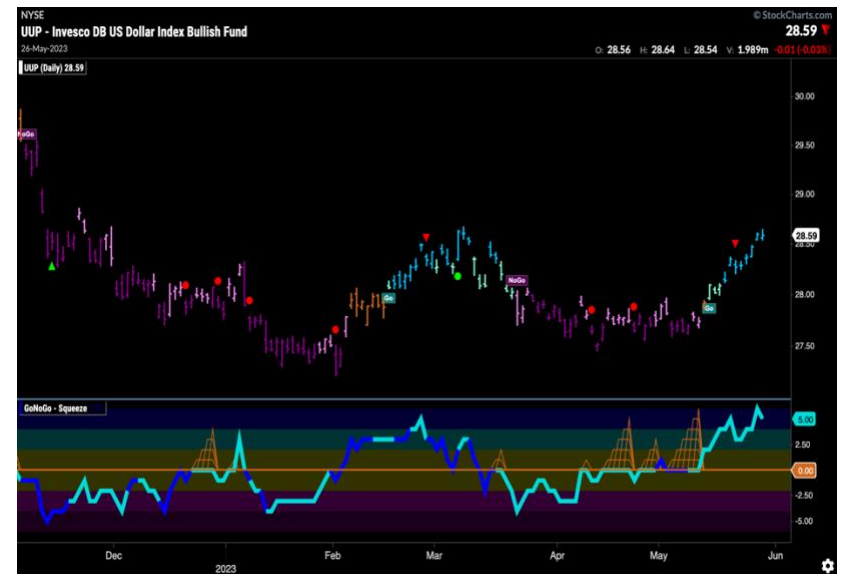 NYSE
© StockCharts.com
UUP - Invesco DB US Dollar Index Bullish Fund
28.59
26-May-2023
O: 28.56 H: 28.64 L: 28.54 V: 1.989m -0.01 (-0.03%)
UUP (Daily) 28.59
30.00
NoGo
29.50
29.00
28.59
28.50
NoGo
Go
28.00
Go
27.50
GoNoGo - Squeeze
5.00
2.50
0.00
-2.50
-5.00
Dec
2023
Feb
Mar
Apr
May
Jun